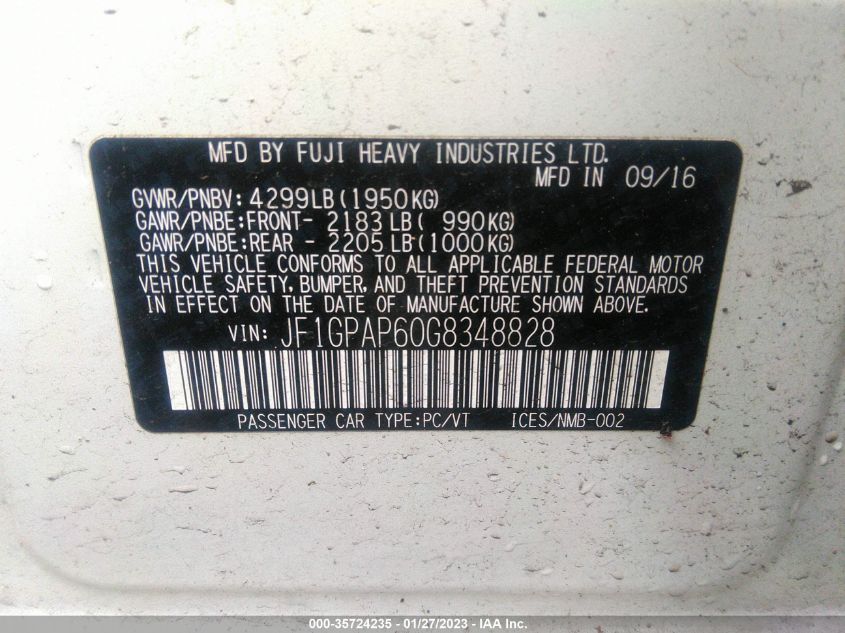 MFD BY FUJI HEAVY INDUSTRIES LTD.
MFD IN 09/16
GVWR/PNBV: 4299LB(1950KG)
GAWR/PNBE:FRONT- 2183 LB( 990KG)
GAWR/PNBE:REAR - 2205 LB(1000KG)
THIS VEHICLE CONFORMS TO ALL APPLICABLE FEDERAL MOTOR
VEHICLE SAFETY, BUMPER, AND THEFT PREVENTION STANDARDS
IN EFFECT ON THE DATE OF MANUFACTURE SHOWN ABOVE.
VIN: JF1GPAP60G8348828
PASSENGER CAR TYPE:PC/VT ICES/NMB-002
000-35724235 - 01/27/2023 - IAA Inc.